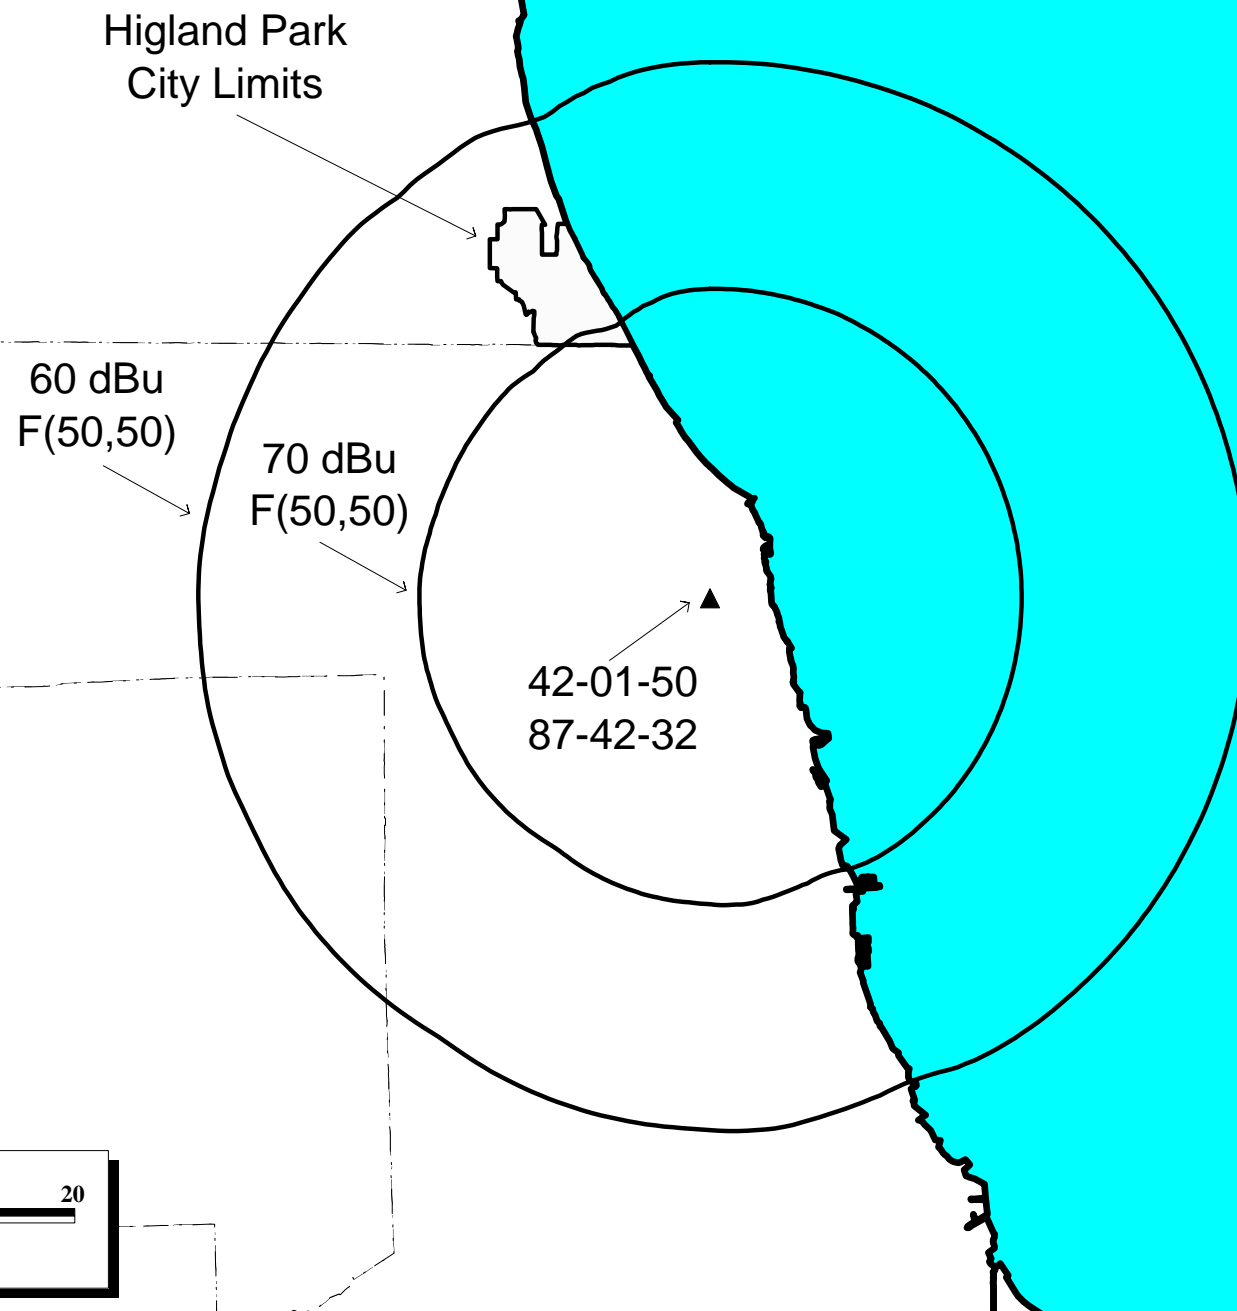 Higland Park
City Limits
60 dBu
F(50,50)
70 dBu
F(50,50)
42-01-50
87-42-32
20